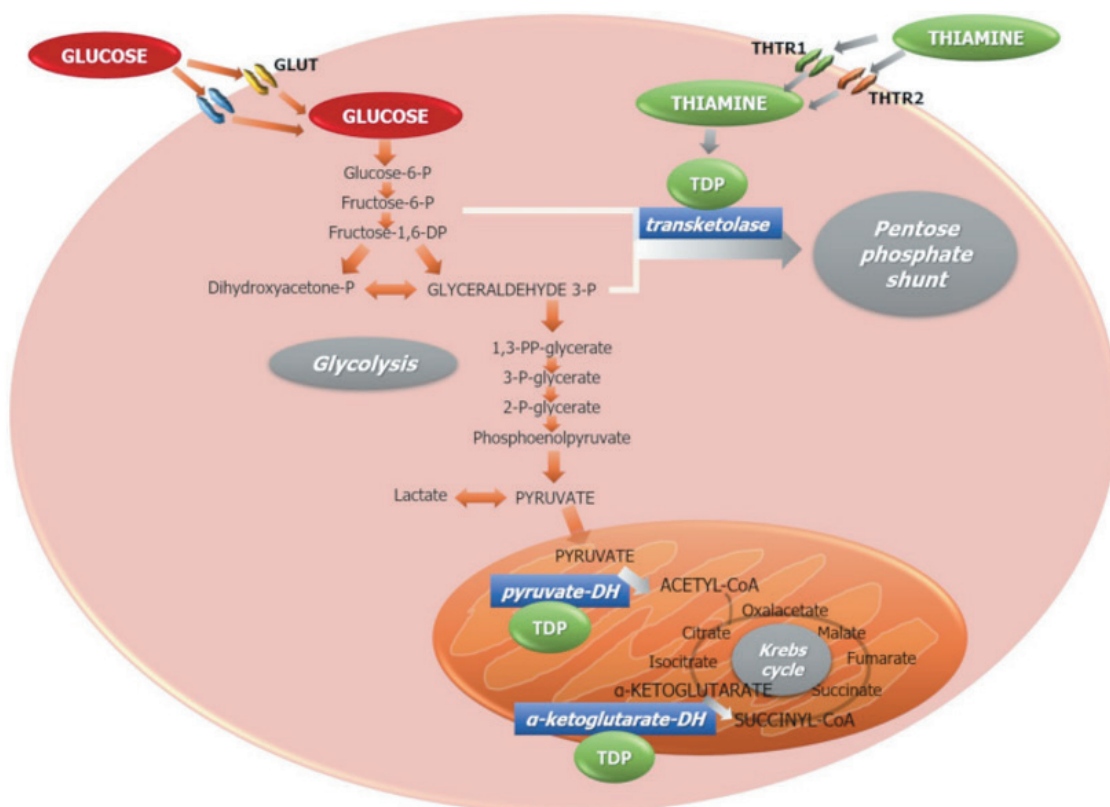 GLUCOSE
GLUT
THTR1
THIAMINE
THTR2
GLUCOSE
THIAMINE
Glucose-6-P
TDP
Fructose-6-P
transketolase
Fructose-1,6-DP
Pentose
phosphate
shunt
Dihydroxyacetone-P
GLYCERALDEHYDE 3-P
Glycolysis
1,3-PP-glycerate
3-P-glycerate
2-P-glycerate
Phosphoenolpyruvate
Lactate
PYRUVATE
PYRUVATE
pyruvate-DH
ACETYL-CoA
TDP
Oxalacetate
Citrate
Malate
Krebs
cycle
Isocitrate
Fumarate
α-KETOGLUTARATE
Succinate
α-ketoglutarate-DH
SUCCINYL-CoA
TDP